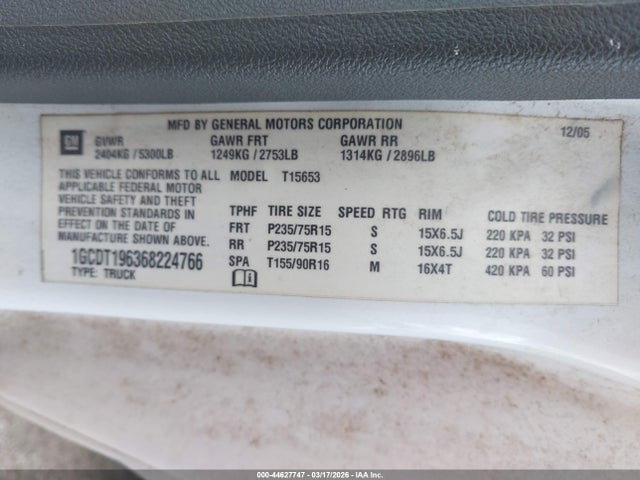 MFD BY GENERAL MOTORS CORPORATION
12/05
GM
GVWR GAWR FRT GAWR RR
2404KG / 5300LB 1249KG / 2753LB 1314KG / 2896LB
THIS VEHICLE CONFORMS TO ALL MODEL T15653
APPLICABLE FEDERAL MOTOR
VEHICLE SAFETY AND THEFT
PREVENTION STANDARDS IN
EFFECT ON THE DATE OF
MANUFACTURE SHOWN ABOVE.
1GCDT196368224766
TYPE: TRUCK
TPHF TIRE SIZE SPEED RTG RIM COLD TIRE PRESSURE
FRT P235/75R15 S 15X6.5J 220 KPA 32 PSI
RR P235/75R15 S 15X6.5J 220 KPA 32 PSI
SPA T155/90R16 M 16X4T 420 KPA 60 PSI
000-44627747 - 03/17/2026 - IAA Inc.